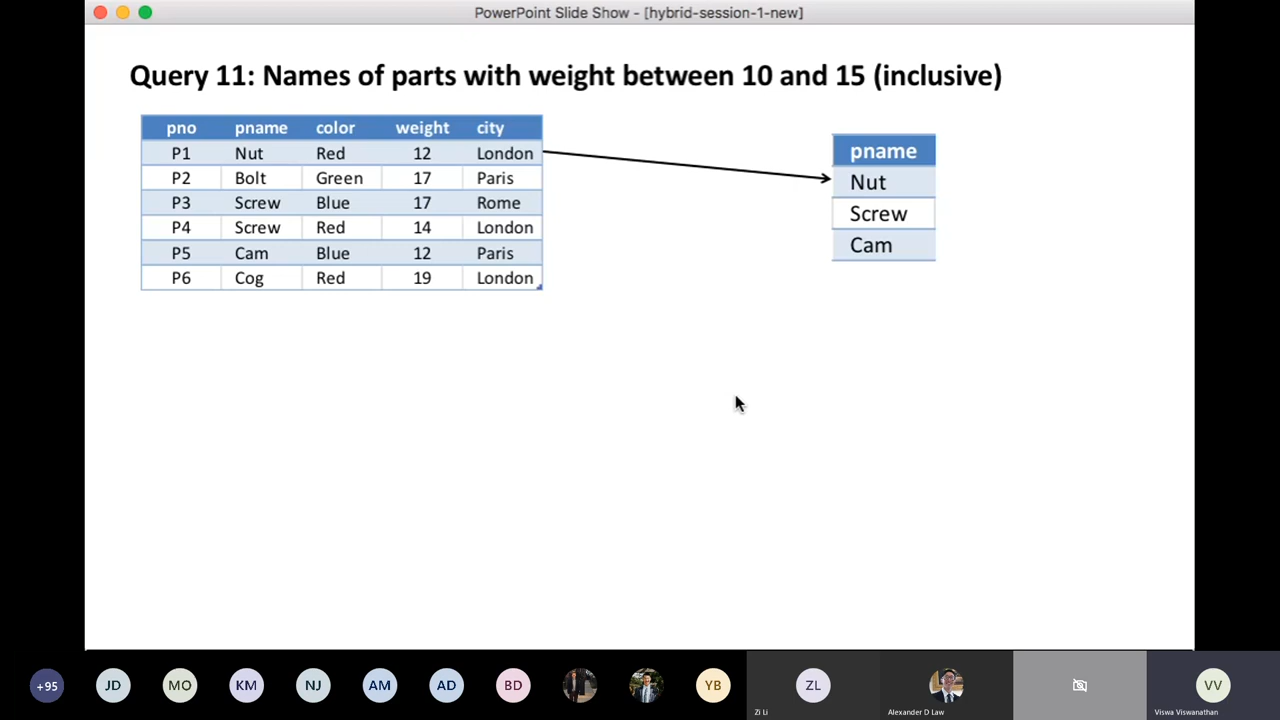 PowerPoint Slide Show - [hybrid-session-1-new]
Query 11: Names of parts with weight between 10 and 15 (inclusive)
pno pname color weight city
P1 Nut Red 12 London
P2 Bolt Green 17 Paris
P3 Screw Blue 17 Rome
P4 Screw Red 14 London
P5 Cam Blue 12 Paris
P6 Cog Red 19 London
pname
Nut
Screw
Cam
+95 JD MO KM NJ AM AD BD YB ZL VV
Zi Li Alexander D Law Viswa Viswanathan